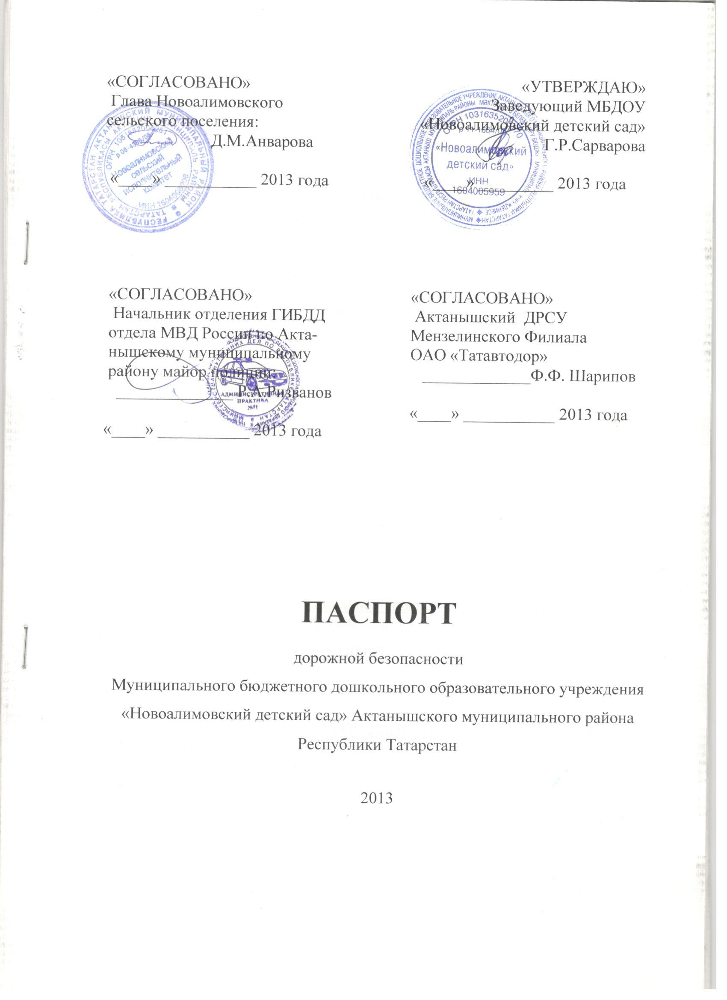 «СОГЛАСОВАНО»
Глава Новоалимовского
сельского поселения:
Д.М.Анварова
«____» ___________ 2013 года
«УТВЕРЖДАЮ»
Заведующий МБДОУ
«Новоалимовский детский сад»
Г.Р.Сарварова
«____» ___________ 2013 года
Новоалимовский
сельский
исполнительный
комитет
«Новоалимовский
детский сад»
ИНН
1604005959
«СОГЛАСОВАНО»
Начальник отделения ГИБДД
отдела МВД России по Акта-
нышскому муниципальному
району майор полиции:
______________ Р.А.Ризванов
«____» ___________ 2013 года
АДМИНИСТРАТИВНАЯ
ПРАКТИКА
«СОГЛАСОВАНО»
Актанышский ДРСУ
Мензелинского Филиала
ОАО «Татавтодор»
_____________Ф.Ф. Шарипов
«____» ___________ 2013 года
ПАСПОРТ
дорожной безопасности
Муниципального бюджетного дошкольного образовательного учреждения
«Новоалимовский детский сад» Актанышского муниципального района
Республики Татарстан
2013